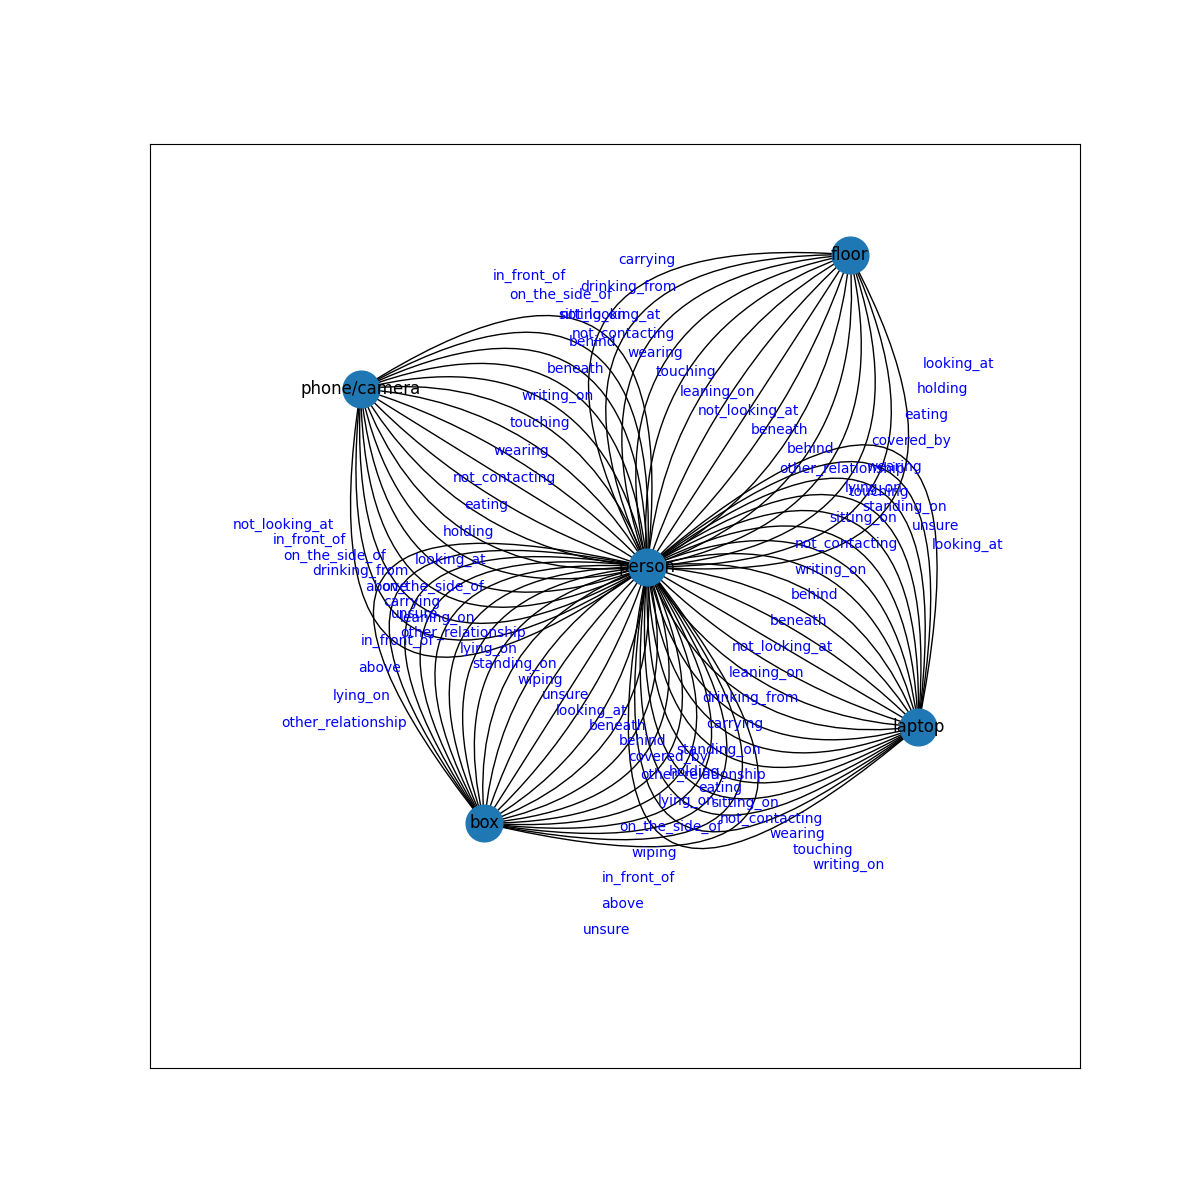 floor
carrying
in_front_of
drinking_from
on_the_side_of
sitting_on
not_looking_at
not_contacting
behind
wearing
looking_at
beneath
touching
phone/camera
holding
leaning_on
writing_on
not_looking_at
eating
touching
beneath
covered_by
wearing
behind
other_relationship
wearing
not_contacting
lying_on
touching
eating
standing_on
sitting_on
not_looking_at
unsure
holding
in_front_of
not_contacting
looking_at
on_the_side_of
looking_at
person
drinking_from
writing_on
above
on_the_side_of
behind
carrying
unsure
leaning_on
beneath
other_relationship
in_front_of
lying_on
not_looking_at
standing_on
above
leaning_on
wiping
lying_on
unsure
drinking_from
looking_at
other_relationship
beneath
carrying
laptop
behind
standing_on
covered_by
holding
other_relationship
eating
lying_on
sitting_on
box
on_the_side_of
not_contacting
wearing
wiping
touching
writing_on
in_front_of
above
unsure